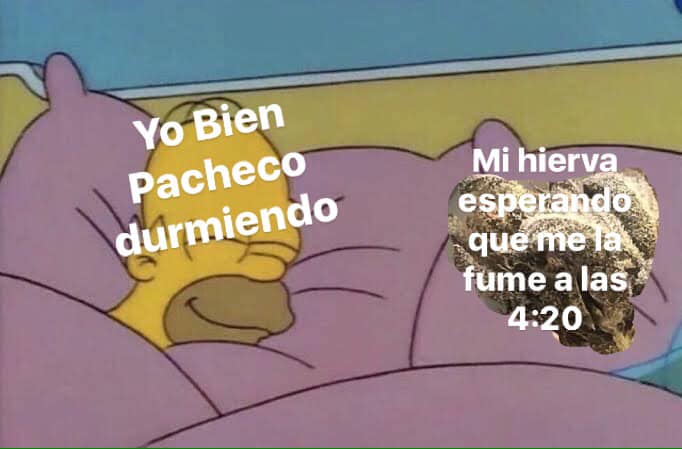 Yo Bien
Pacheco
durmiendo
Mi hierva
esperando
que me la
fume a las
4:20